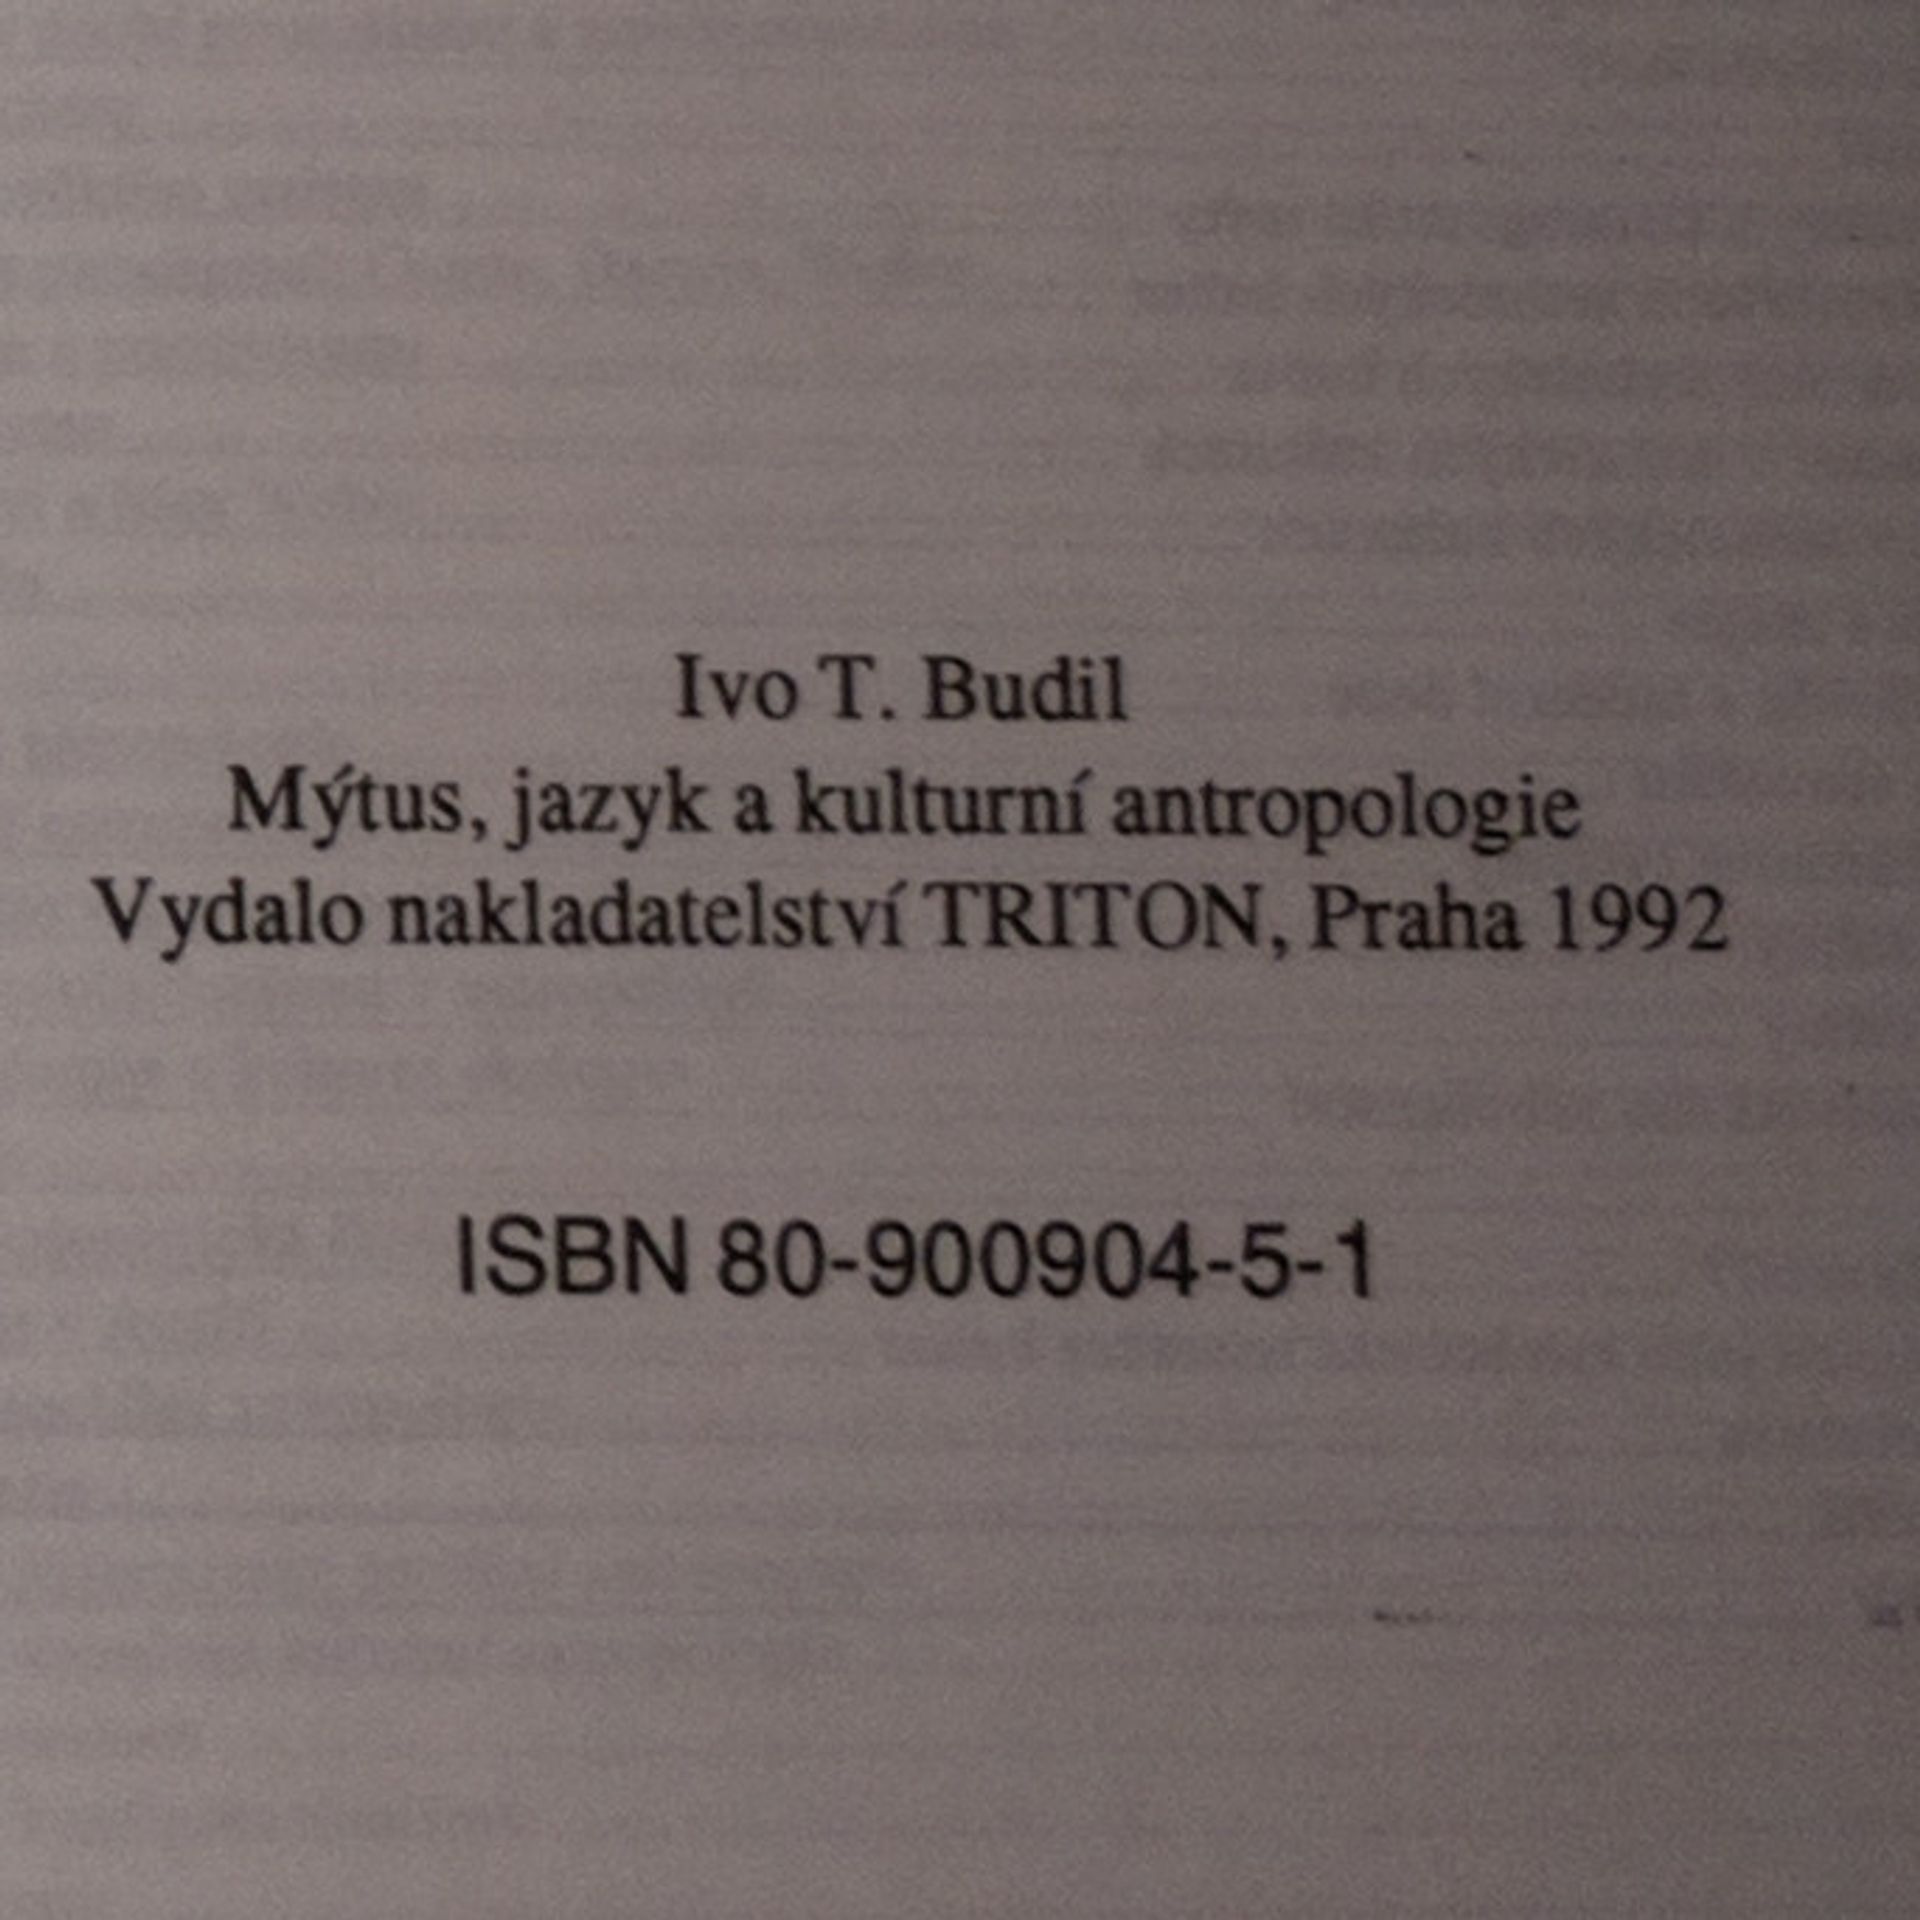 Ivo T. Budil
Mýtus, jazyk a kulturní antropologie
Vydalo nakladatelství TRITON, Praha 1992
ISBN 80-900904-5-1